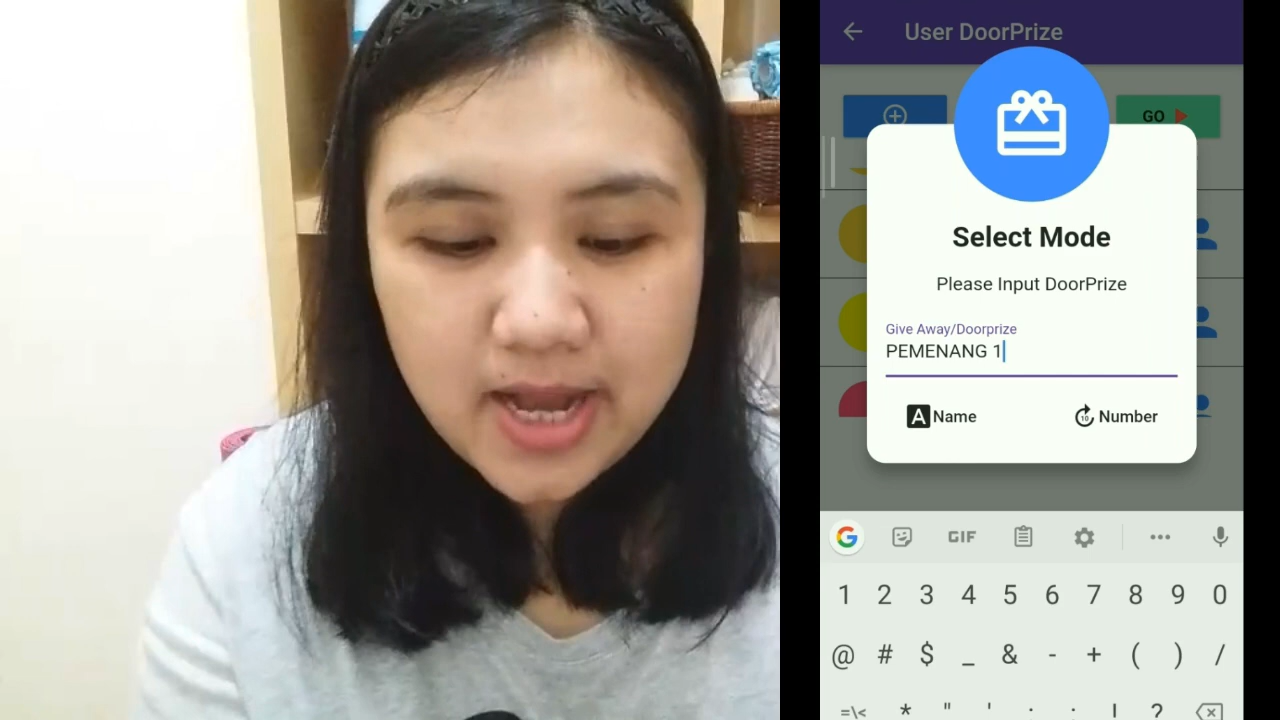 User DoorPrize
GO
Select Mode
Please Input DoorPrize
Give Away/Doorprize
PEMENANG 1
A Name
10 Number
G GIF
1 2 3 4 5 6 7 8 9 0
@ # $ _ & - + ( ) /
=\< * " ' : ; ! ?